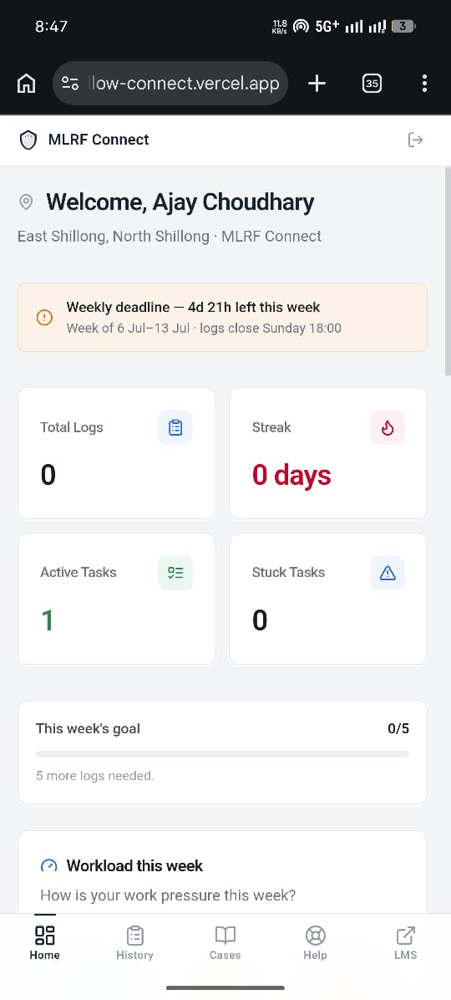 8:47
11.8
KB/s
5G+
3
low-connect.vercel.app
35
MLRF Connect
Welcome, Ajay Choudhary
East Shillong, North Shillong · MLRF Connect
Weekly deadline — 4d 21h left this week
Week of 6 Jul–13 Jul · logs close Sunday 18:00
Total Logs
0
Streak
0 days
Active Tasks
1
Stuck Tasks
0
This week's goal
0/5
5 more logs needed.
Workload this week
How is your work pressure this week?
Home
History
Cases
Help
LMS